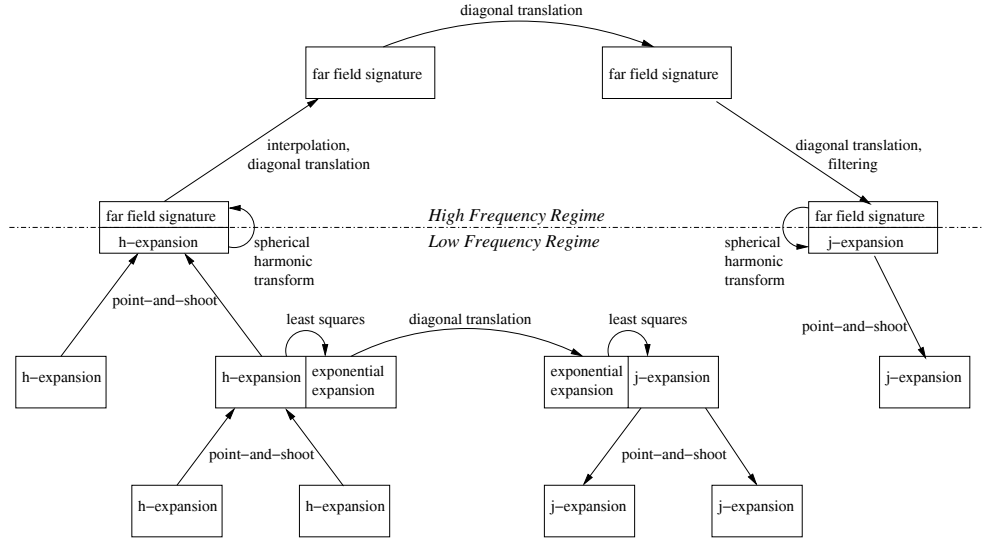 diagonal translation
far field signature
far field signature
interpolation,
diagonal translation
diagonal translation,
filtering
far field signature
h−expansion
spherical
harmonic
transform
High Frequency Regime
Low Frequency Regime
far field signature
j−expansion
spherical
harmonic
transform
point−and−shoot
least squares
diagonal translation
least squares
point−and−shoot
h−expansion
h−expansion
exponential
expansion
exponential
expansion
j−expansion
j−expansion
point−and−shoot
point−and−shoot
h−expansion
h−expansion
j−expansion
j−expansion